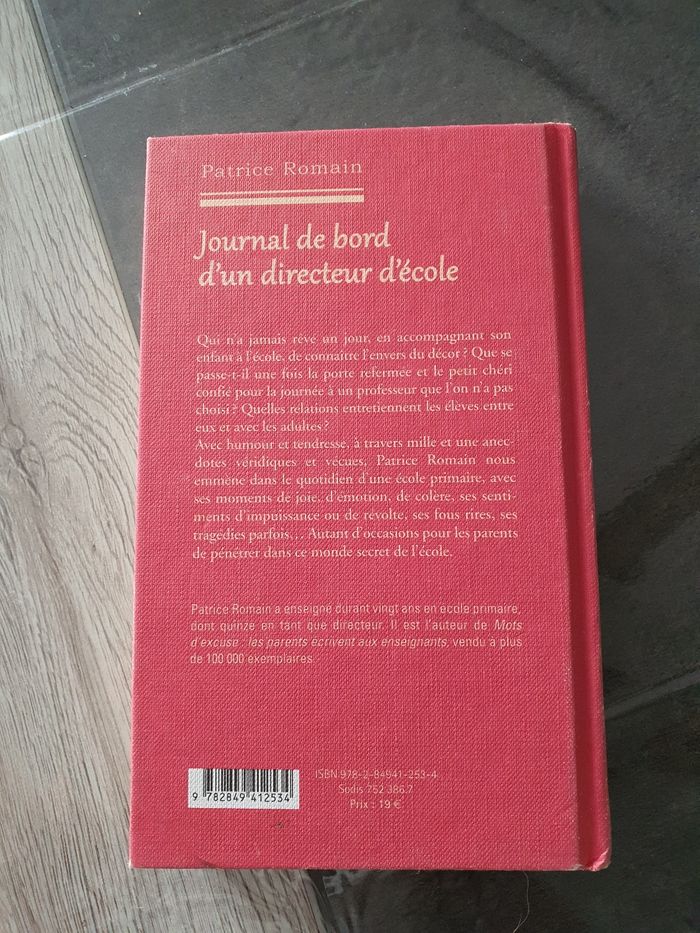 Patrice Romain
Journal de bord
d'un directeur d'école
Qui n'a jamais rêvé un jour, en accompagnant son
enfant à l'école, de connaître l'envers du décor ? Que se
passe-t-il une fois la porte refermée et le petit chéri
confié pour la journée à un professeur que l'on n'a pas
choisi ? Quelles relations entretiennent les élèves entre
eux et avec les adultes ?
Avec humour et tendresse, à travers mille et une anec-
dotes véridiques et vécues, Patrice Romain nous
emmène dans le quotidien d'une école primaire, avec
ses moments de joie, d'émotion, de colère, ses senti-
ments d'impuissance ou de révolte, ses fous rires, ses
tragédies parfois,... Autant d'occasions pour les parents
de pénétrer dans ce monde secret de l'école.
Patrice Romain a enseigné durant vingt ans en école primaire,
dont quinze en tant que directeur. Il est l'auteur de Mots
d'excuse : les parents écrivent aux enseignants, vendu à plus
de 100 000 exemplaires.
ISBN 978-2-84941-253-4
Sodis 752 386.7
Prix : 19 €
9 782849 412534